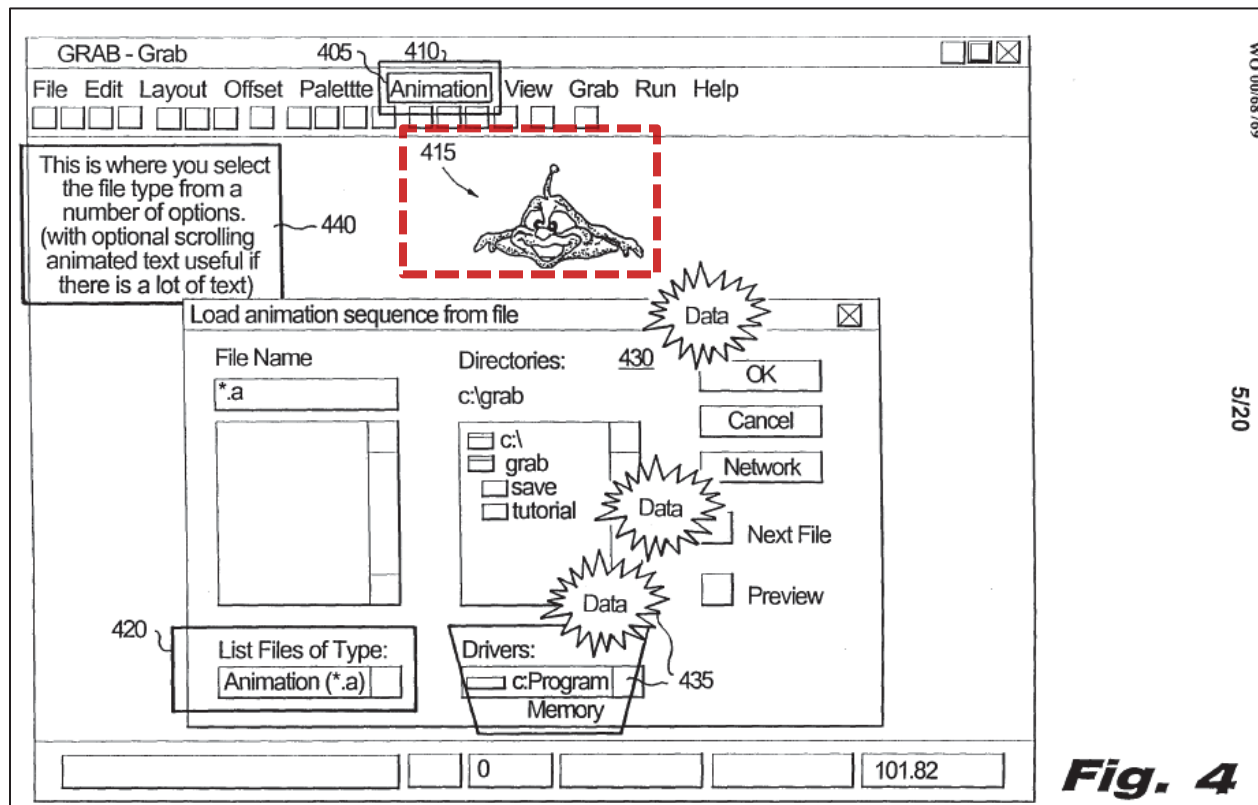 GRAB - Grab
405
410
File Edit Layout Offset Palettte Animation View Grab Run Help
This is where you select
the file type from a
number of options.
(with optional scrolling
animated text useful if
there is a lot of text)
440
415
Load animation sequence from file
Data
File Name
Directories:
430
OK
*.a
c:\grab
Cancel
c:\
grab
Network
save
tutorial
Data
Next File
Data
Preview
420
List Files of Type:
Drivers:
Animation (*.a)
c:Program
435
Memory
0
101.82
5/20
Fig. 4